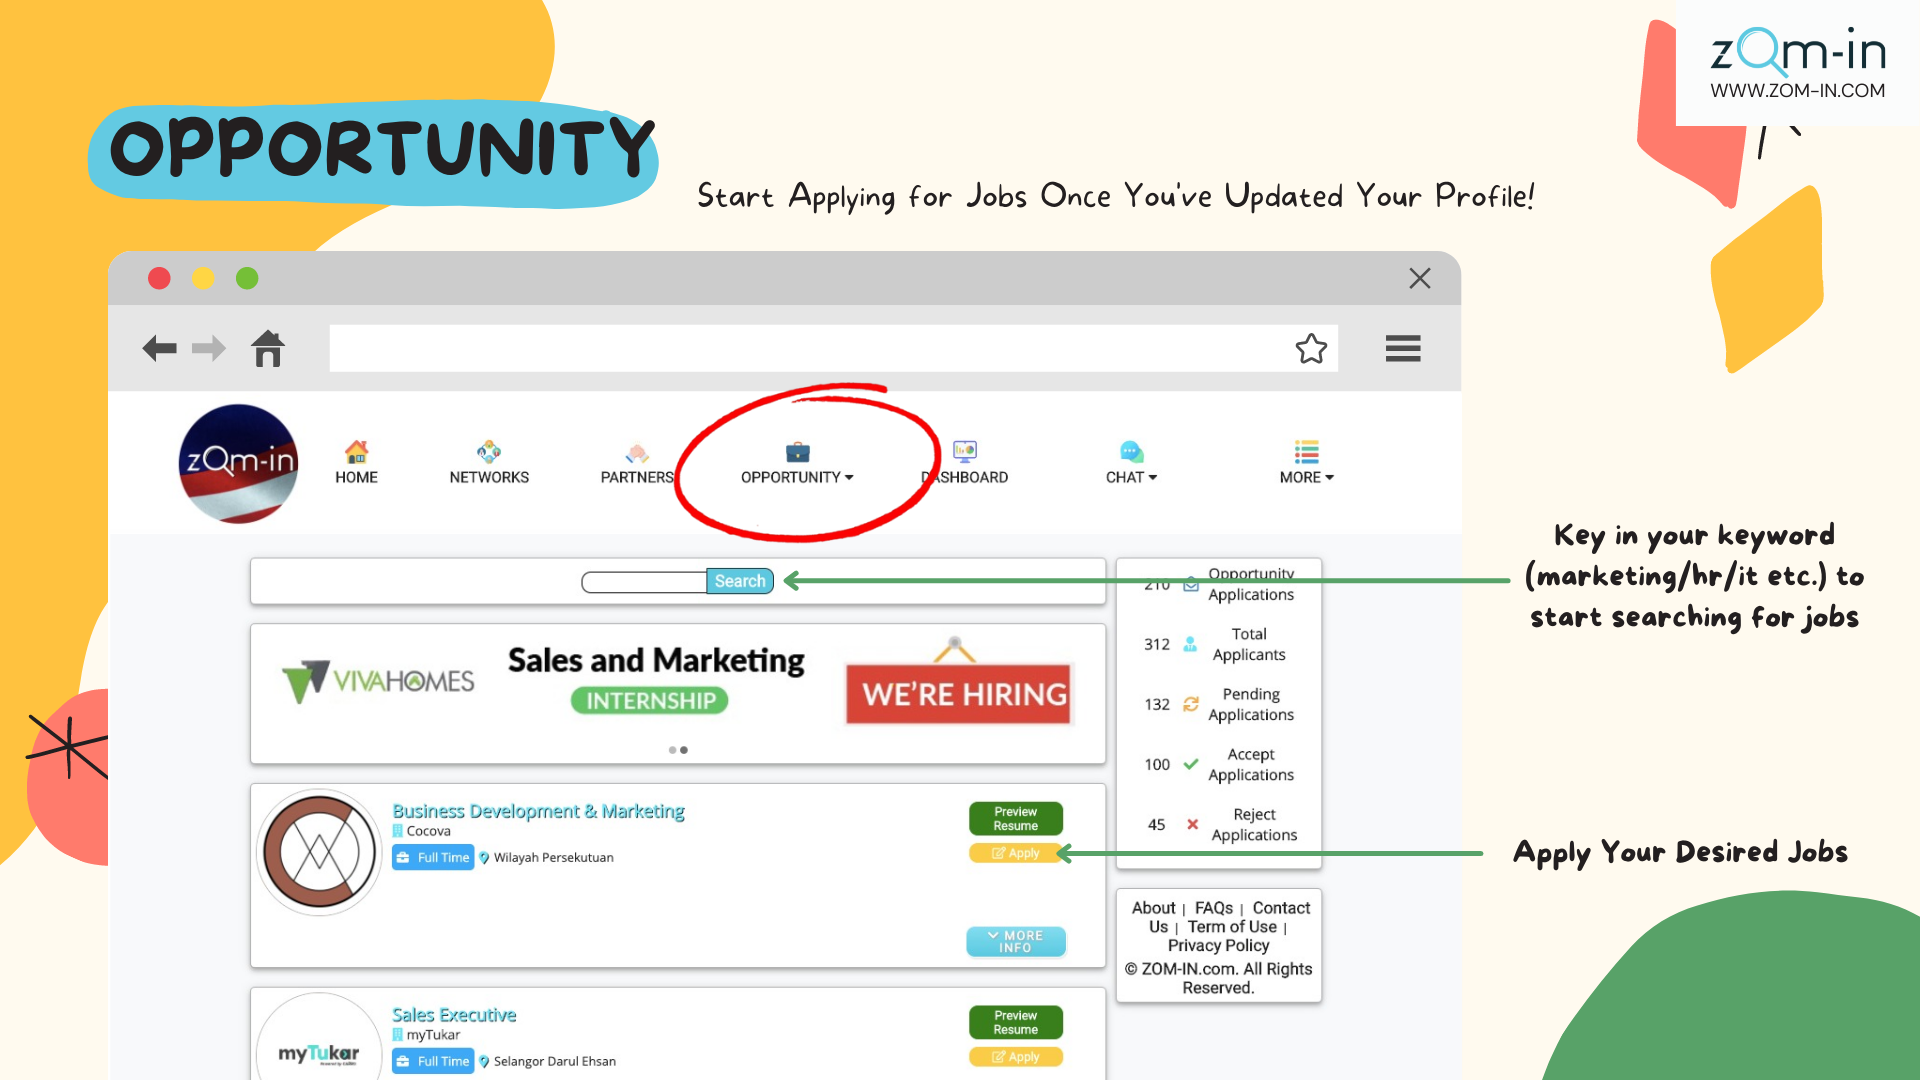 zOm-in
WWW.ZOM-IN.COM
OPPORTUNITY
Start Applying for Jobs Once You've Updated Your Profile!
zOm-in
HOME
NETWORKS
PARTNERS
OPPORTUNITY
DASHBOARD
CHAT
MORE
Search
Key in your keyword
(marketing/hr/it etc.) to
start searching for jobs
210
Opportunity
Applications
312
Total
Applicants
132
Pending
Applications
100
Accept
Applications
45
Reject
Applications
VIVAHOMES
Sales and Marketing
INTERNSHIP
WE'RE HIRING
Business Development & Marketing
Cocova
Full Time
Wilayah Persekutuan
Preview
Resume
Apply
MORE
INFO
Apply Your Desired Jobs
About | FAQs | Contact
Us | Term of Use |
Privacy Policy
© ZOM-IN.com. All Rights
Reserved.
myTukar
Sales Executive
myTukar
Full Time
Selangor Darul Ehsan
Preview
Resume
Apply